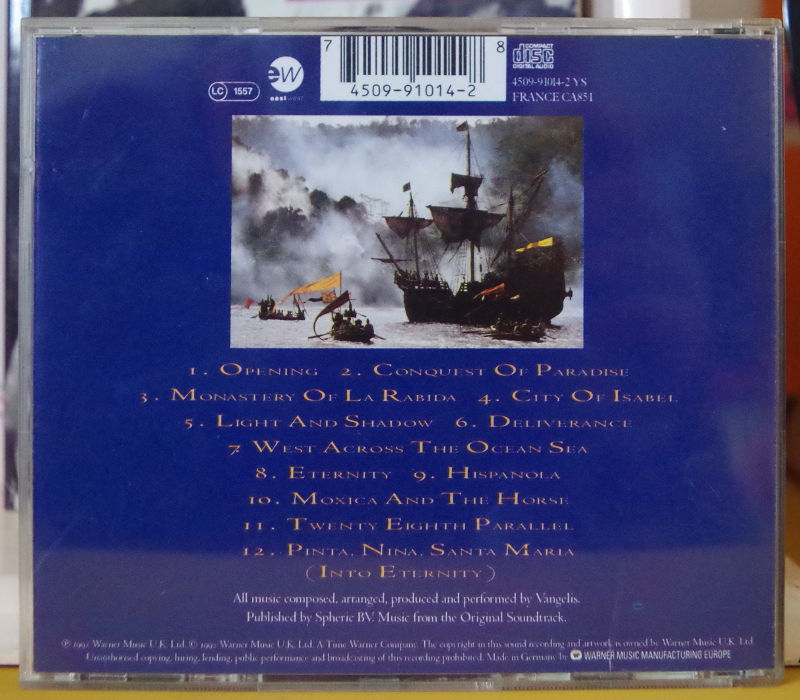 7 8
4509-91014-2
LC 1557
ew
east west
COMPACT
disc
DIGITAL AUDIO
4509-91014-2 YS
FRANCE CA851
1. Opening 2. Conquest Of Paradise
3. Monastery Of La Rabida 4. City Of Isabel
5. Light And Shadow 6. Deliverance
7. West Across The Ocean Sea
8. Eternity 9. Hispanola
10. Moxica And The Horse
11. Twenty Eighth Parallel
12. Pinta, Nina, Santa Maria
(Into Eternity)
All music composed, arranged, produced and performed by Vangelis.
Published by Spheric BV. Music from the Original Soundtrack.
℗ 1992 Warner Music U.K. Ltd. © 1992 Warner Music U.K. Ltd. A Time Warner Company. The copyright in this sound recording and artwork is owned by Warner Music U.K. Ltd.
Unauthorised copying, hiring, lending, public performance and broadcasting of this recording prohibited. Made in Germany by WARNER MUSIC MANUFACTURING EUROPE